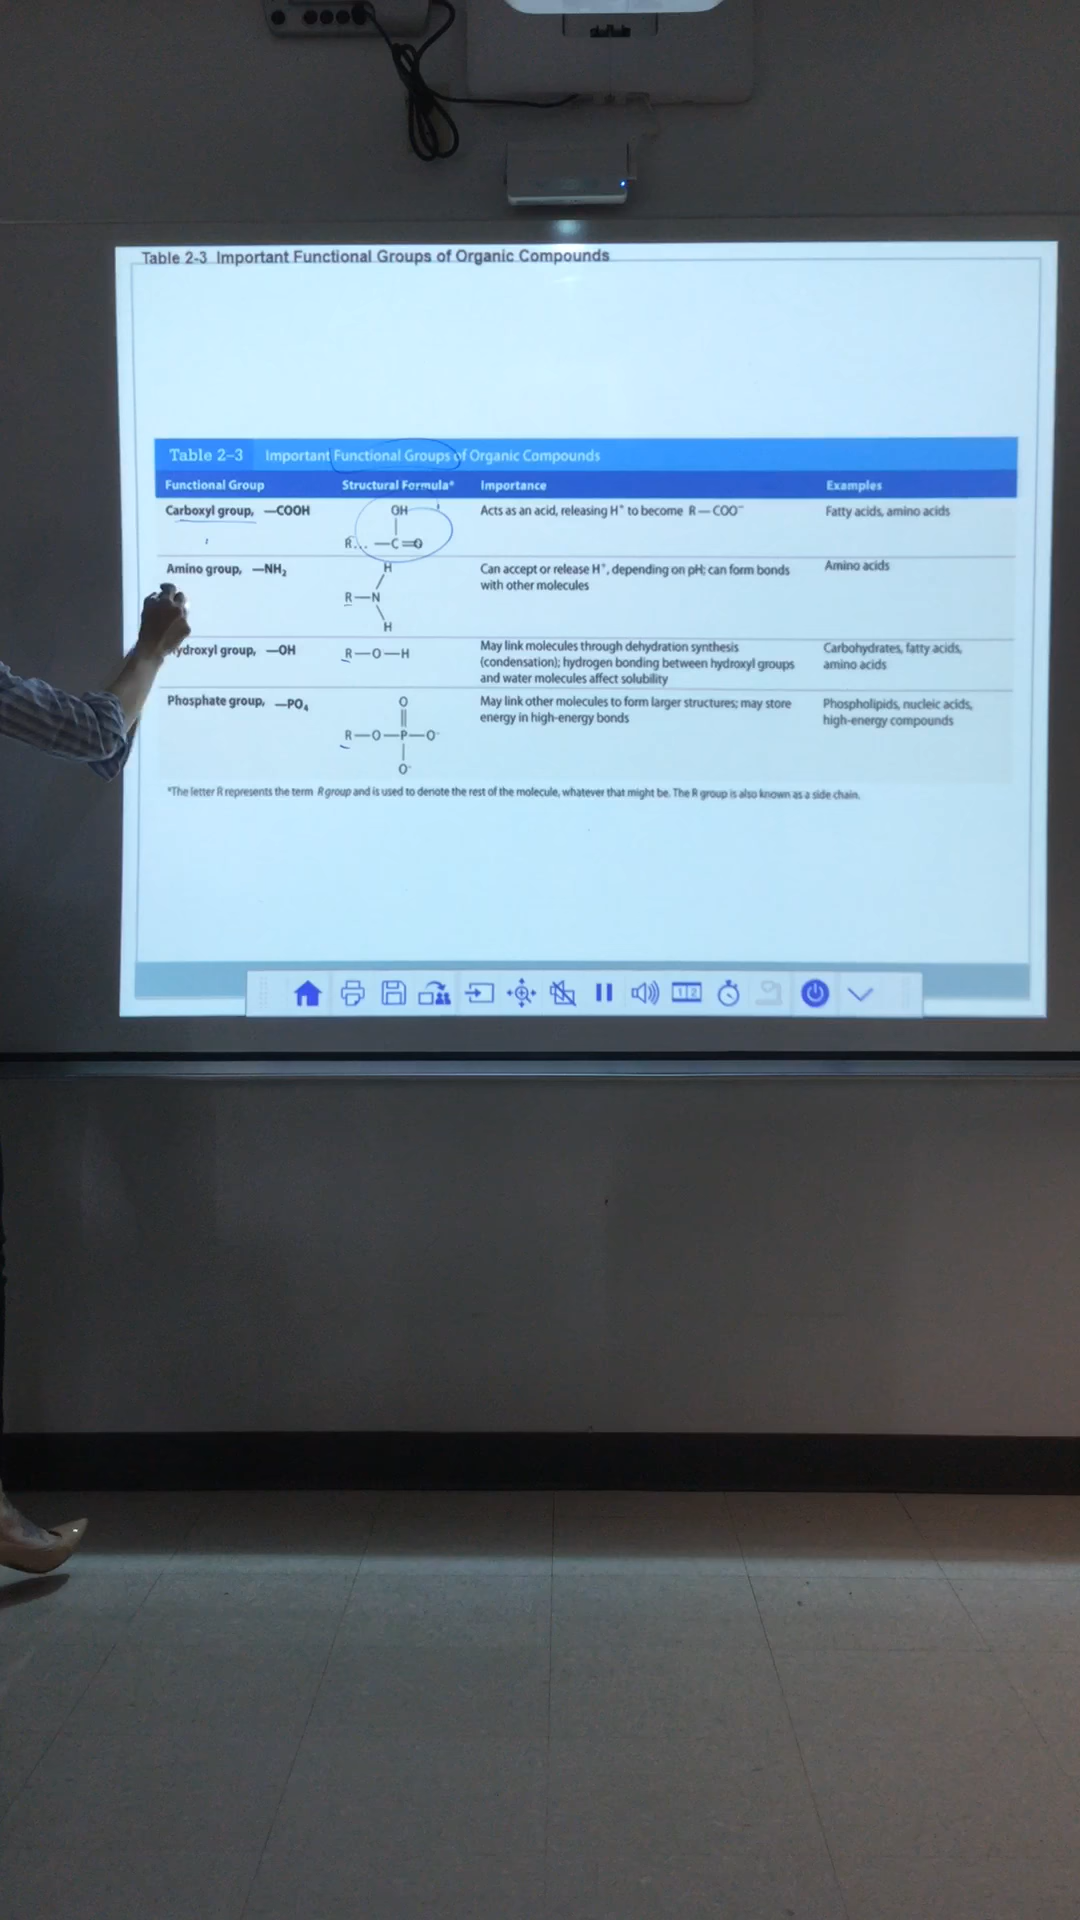 Table 2-3 Important Functional Groups of Organic Compounds
Table 2–3 Important Functional Groups of Organic Compounds
Functional Group Structural Formula* Importance Examples
Carboxyl group, —COOH
OH
R... —C=O
Acts as an acid, releasing H⁺ to become R—COO⁻
Fatty acids, amino acids
Amino group, —NH₂
H
R—N
H
Can accept or release H⁺, depending on pH; can form bonds
with other molecules
Amino acids
ydroxyl group, —OH
R—O—H
May link molecules through dehydration synthesis
(condensation); hydrogen bonding between hydroxyl groups
and water molecules affect solubility
Carbohydrates, fatty acids,
amino acids
Phosphate group, —PO₄
O
R—O—P—O⁻
O⁻
May link other molecules to form larger structures; may store
energy in high-energy bonds
Phospholipids, nucleic acids,
high-energy compounds
*The letter R represents the term R group and is used to denote the rest of the molecule, whatever that might be. The R group is also known as a side chain.
1 2